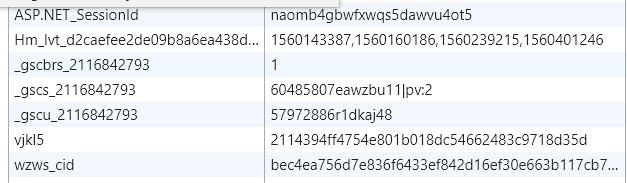 ASP.NET_SessionId naomb4gbwfxwqs5dawvu4ot5
Hm_lvt_d2caefee2de09b8a6ea438d... 1560143387,1560160186,1560239215,1560401246
_gscbrs_2116842793 1
_gscs_2116842793 60485807eawzbu11|pv:2
_gscu_2116842793 57972886r1dkaj48
vjkl5 2114394ff4754e801b018dc54662483c9718d35d
wzws_cid bec4ea756d7e836f6433ef842d16ef30e663b117cb7...